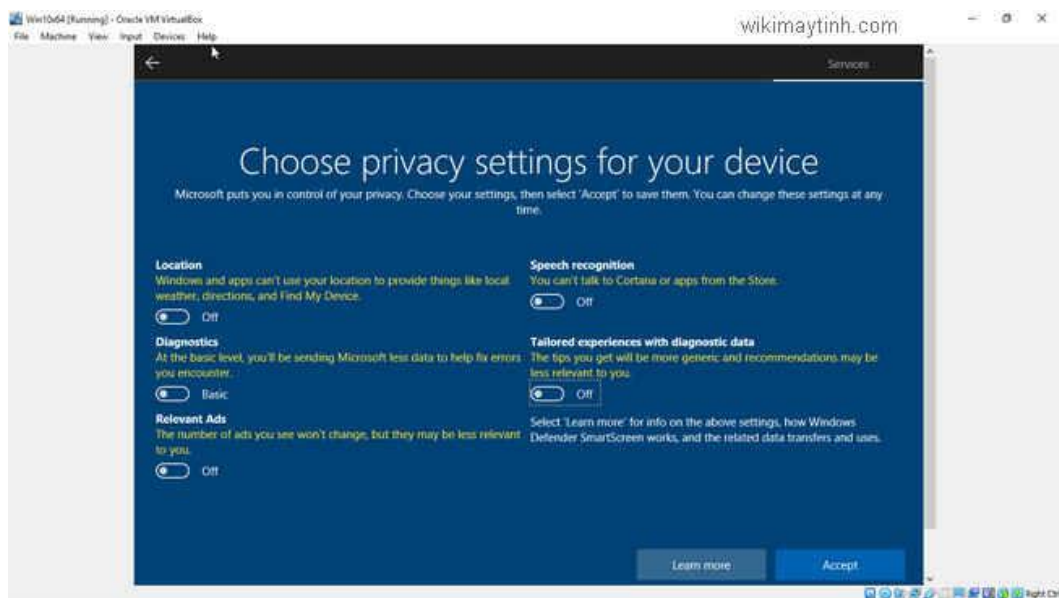 Win10x64 [Running] - Oracle VM VirtualBox
wikimaytinh.com
File Machine View Input Devices Help
Services
Choose privacy settings for your device
Microsoft puts you in control of your privacy. Choose your settings, then select 'Accept' to save them. You can change these settings at any
time.
Location
Windows and apps can't use your location to provide things like local
weather, directions, and Find My Device.
Off
Diagnostics
At the basic level, you'll be sending Microsoft less data to help fix errors
you encounter.
Basic
Relevant Ads
The number of ads you see won't change, but they may be less relevant
to you.
Off
Speech recognition
You can't talk to Cortana or apps from the Store.
Off
Tailored experiences with diagnostic data
The tips you get will be more generic and recommendations may be
less relevant to you.
Off
Select 'Learn more' for info on the above settings, how Windows
Defender SmartScreen works, and the related data transfers and uses.
Learn more
Accept
Right Ct